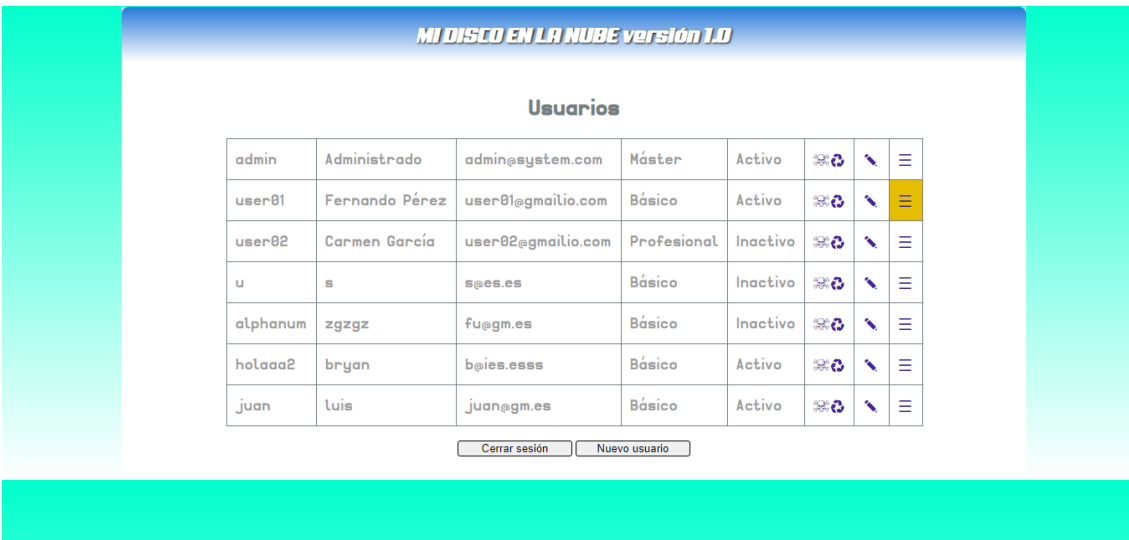 MI DISCO EN LA NUBE versión 1.0
Usuarios
admin Administrado admin@system.com Máster Activo ☠♻ ✎ ☰
user01 Fernando Pérez user01@gmailio.com Básico Activo ☠♻ ✎ ☰
user02 Carmen García user02@gmailio.com Profesional Inactivo ☠♻ ✎ ☰
u s s@es.es Básico Inactivo ☠♻ ✎ ☰
alphanum zgzgz fu@gm.es Básico Inactivo ☠♻ ✎ ☰
holaaa2 bryan b@ies.esss Básico Activo ☠♻ ✎ ☰
juan luis juan@gm.es Básico Activo ☠♻ ✎ ☰
Cerrar sesión Nuevo usuario